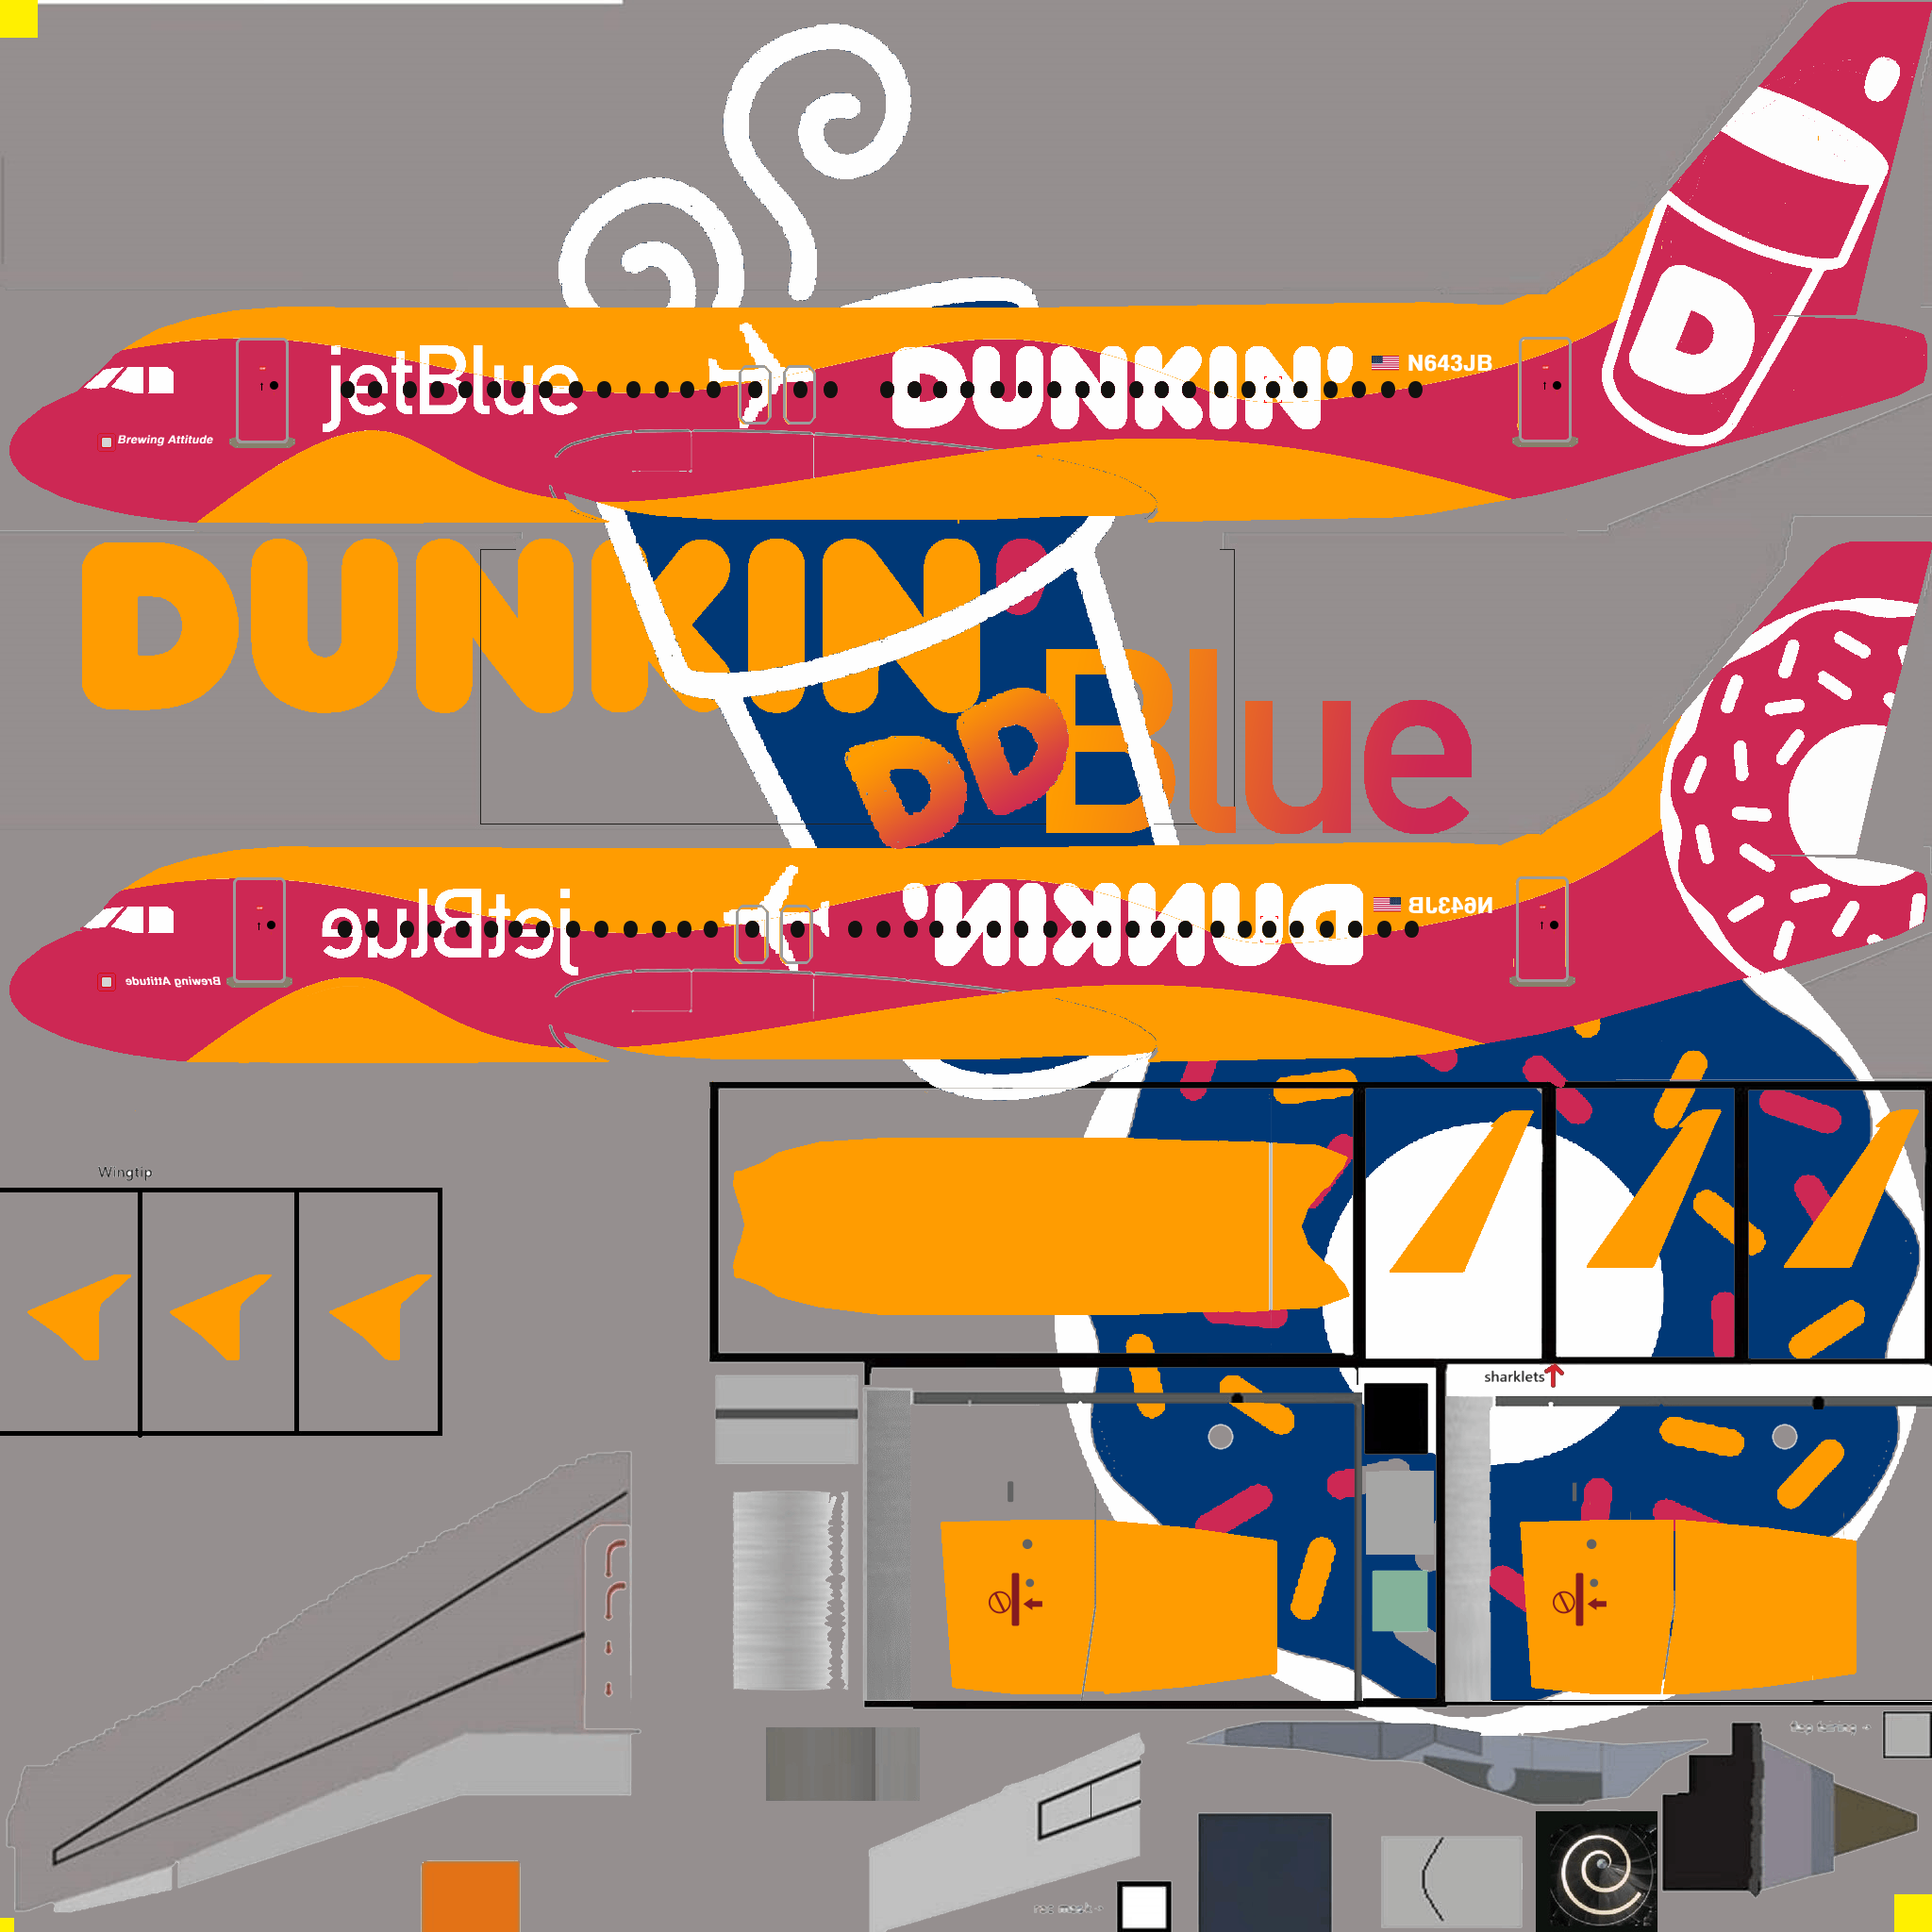 jetBlue
DUNKIN'
N643JB
Brewing Attitude
D
DUNKIN'
DD
Blue
jetBlue
DUNKIN'
N643JB
Brewing Attitude
Wingtip
sharklets